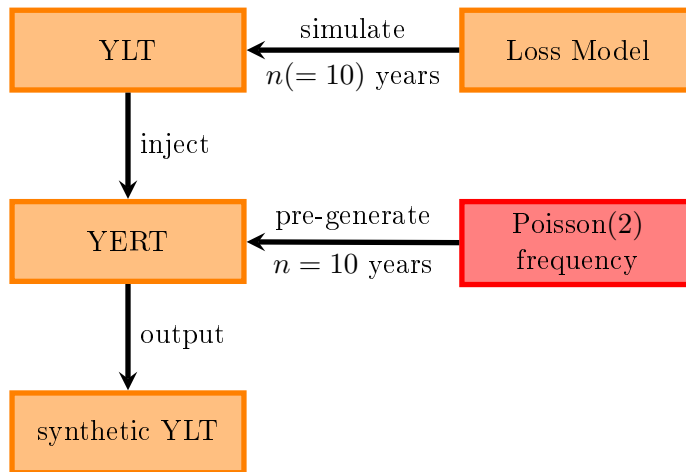 YLT
simulate
n(= 10) years
Loss Model
inject
YERT
pre-generate
n = 10 years
Poisson(2)
frequency
output
synthetic YLT